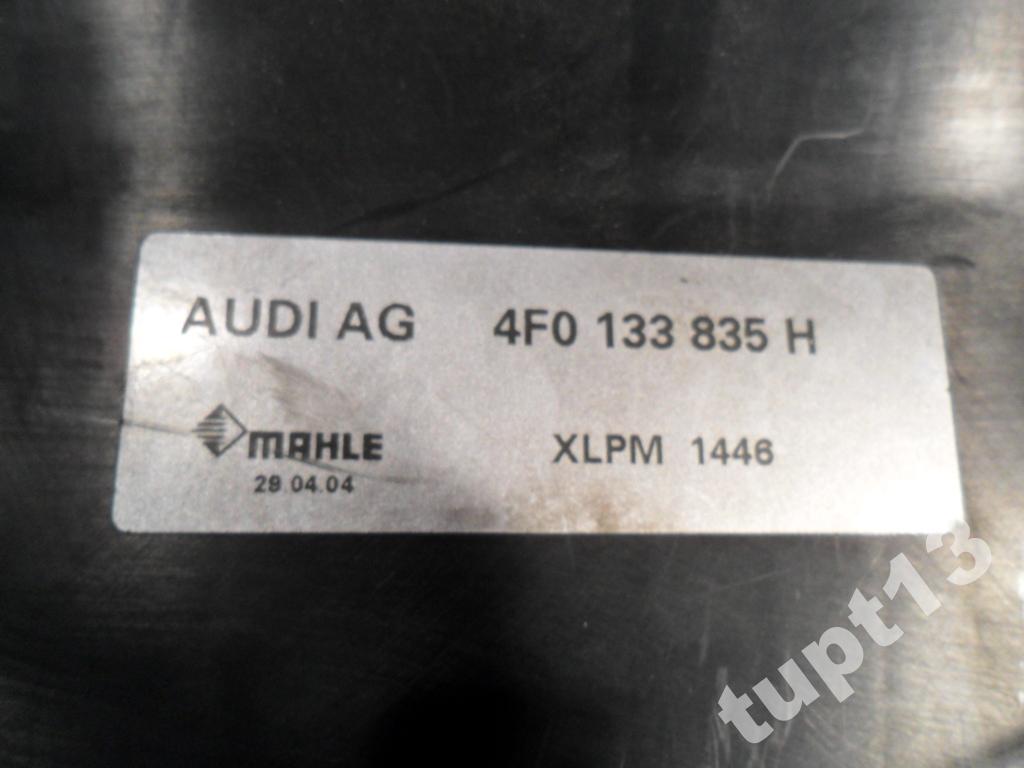 AUDI AG 4F0 133 835 H
MAHLE XLPM 1446
29.04.04
tupt13